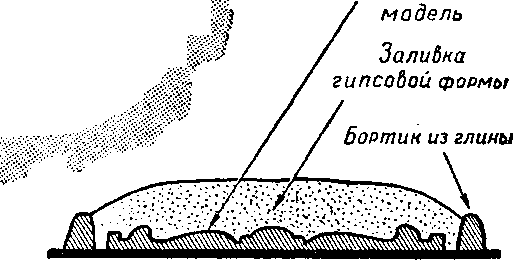 модель
Заливка
гипсовой формы
Бортик из глины